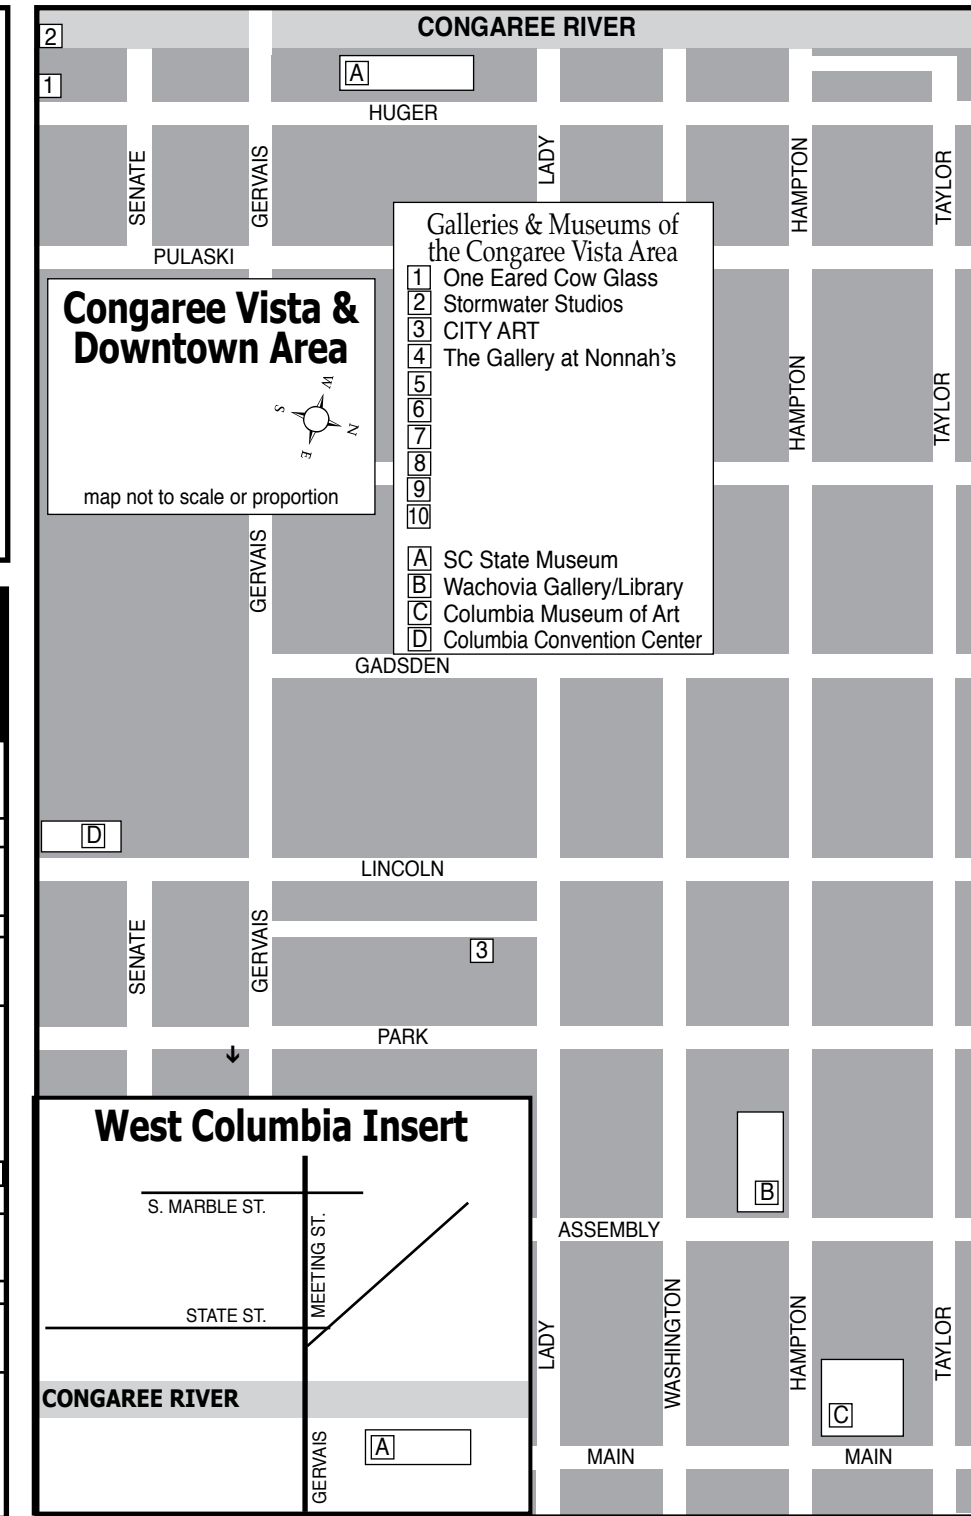 2
CONGAREE RIVER
1
A
HUGER
SENATE
GERVAIS
LADY
HAMPTON
TAYLOR
PULASKI
Galleries & Museums of
the Congaree Vista Area
1 One Eared Cow Glass
2 Stormwater Studios
3 CITY ART
4 The Gallery at Nonnah's
5
6
7
8
9
10
A SC State Museum
B Wachovia Gallery/Library
C Columbia Museum of Art
D Columbia Convention Center
Congaree Vista &
Downtown Area
W
S
N
E
map not to scale or proportion
HAMPTON
TAYLOR
GERVAIS
GADSDEN
D
LINCOLN
SENATE
GERVAIS
3
PARK
West Columbia Insert
S. MARBLE ST.
MEETING ST.
STATE ST.
CONGAREE RIVER
GERVAIS
A
B
ASSEMBLY
LADY
WASHINGTON
HAMPTON
TAYLOR
C
MAIN
MAIN